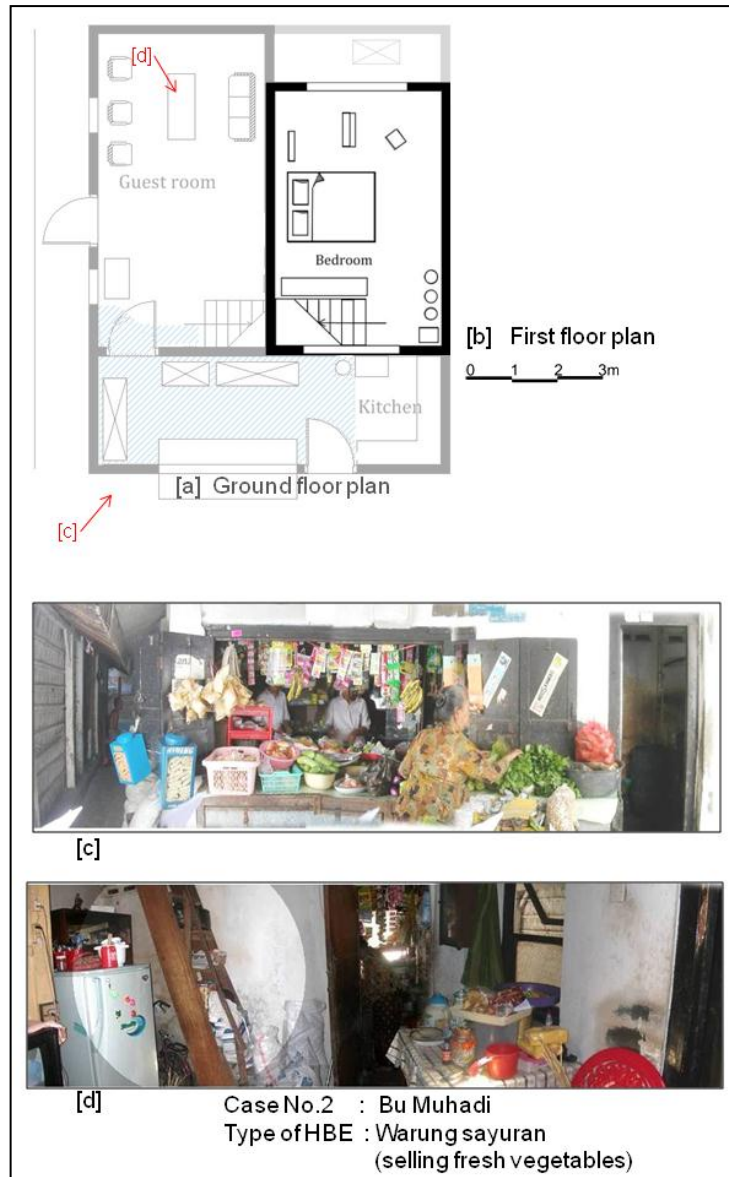 [d]
Guest room
Bedroom
[b] First floor plan
0 1 2 3m
Kitchen
[a] Ground floor plan
[c]
[c]
[d]
Case No.2 : Bu Muhadi
Type of HBE : Warung sayuran
(selling fresh vegetables)